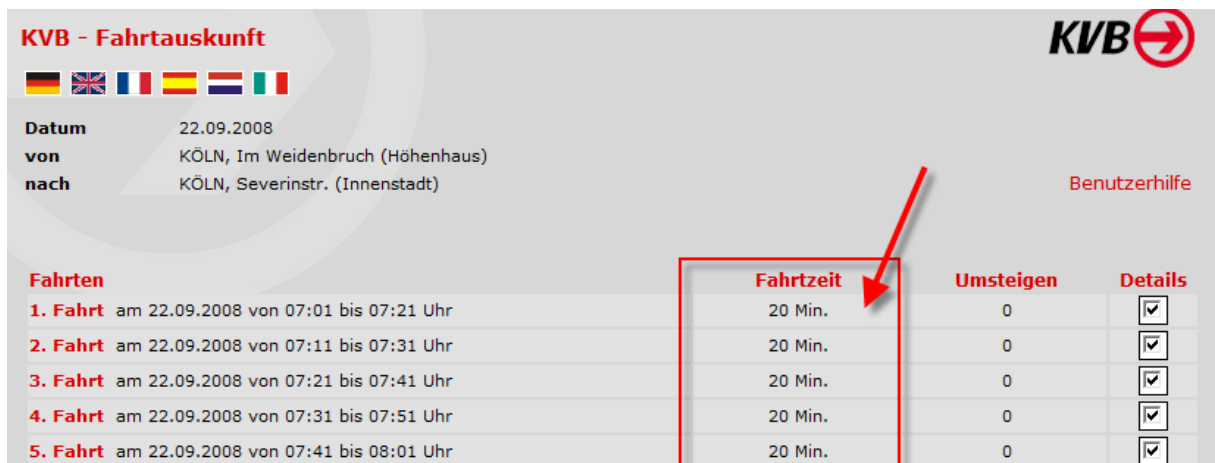 KVB - Fahrtauskunft
KVB
Datum 22.09.2008
von KÖLN, Im Weidenbruch (Höhenhaus)
nach KÖLN, Severinstr. (Innenstadt)
Benutzerhilfe
Fahrten Fahrtzeit Umsteigen Details
1. Fahrt am 22.09.2008 von 07:01 bis 07:21 Uhr 20 Min. 0
2. Fahrt am 22.09.2008 von 07:11 bis 07:31 Uhr 20 Min. 0
3. Fahrt am 22.09.2008 von 07:21 bis 07:41 Uhr 20 Min. 0
4. Fahrt am 22.09.2008 von 07:31 bis 07:51 Uhr 20 Min. 0
5. Fahrt am 22.09.2008 von 07:41 bis 08:01 Uhr 20 Min. 0